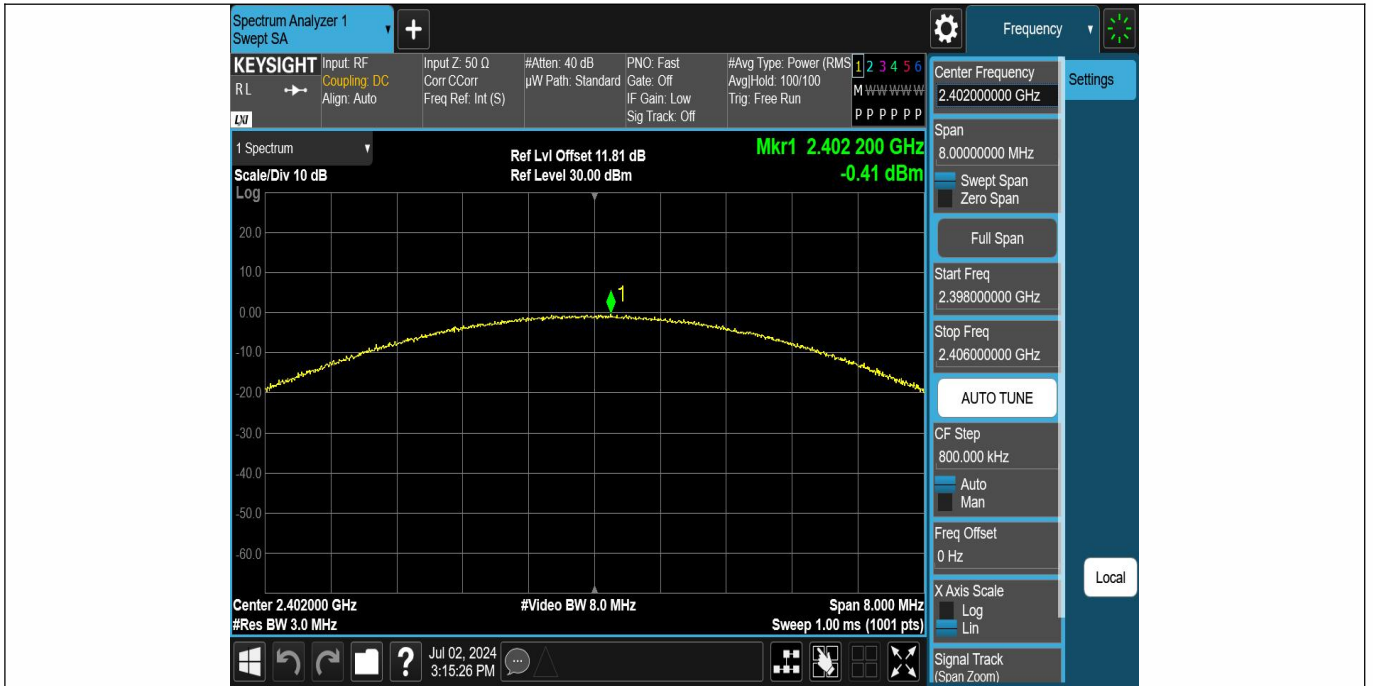 Spectrum Analyzer 1
Swept SA
+
Frequency
KEYSIGHT
RL
LXI
Input: RF
Coupling: DC
Align: Auto
Input Z: 50 Ω
Corr CCorr
Freq Ref: Int (S)
#Atten: 40 dB
µW Path: Standard
PNO: Fast
Gate: Off
IF Gain: Low
Sig Track: Off
#Avg Type: Power (RMS
Avg|Hold: 100/100
Trig: Free Run
1 2 3 4 5 6
M W W W W W
P P P P P P
1 Spectrum
Scale/Div 10 dB
Ref Lvl Offset 11.81 dB
Ref Level 30.00 dBm
Mkr1 2.402 200 GHz
-0.41 dBm
Log
20.0
10.0
0.00
-10.0
-20.0
-30.0
-40.0
-50.0
-60.0
1
Center 2.402000 GHz
#Res BW 3.0 MHz
#Video BW 8.0 MHz
Span 8.000 MHz
Sweep 1.00 ms (1001 pts)
?
Jul 02, 2024
3:15:26 PM
Center Frequency
2.402000000 GHz
Settings
Span
8.00000000 MHz
Swept Span
Zero Span
Full Span
Start Freq
2.398000000 GHz
Stop Freq
2.406000000 GHz
AUTO TUNE
CF Step
800.000 kHz
Auto
Man
Freq Offset
0 Hz
Local
X Axis Scale
Log
Lin
Signal Track
(Span Zoom)